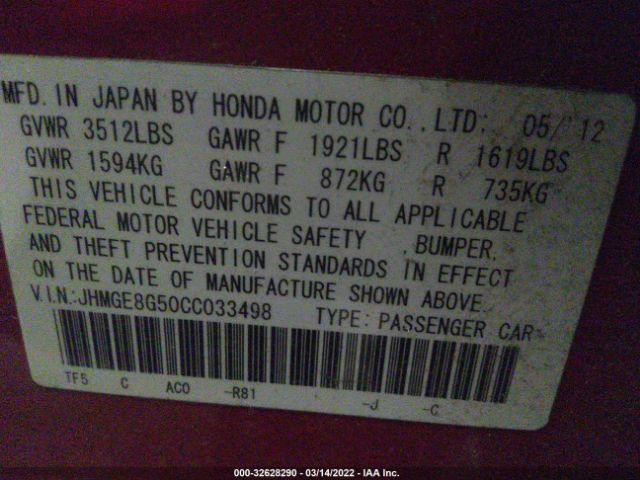 MFD. IN JAPAN BY HONDA MOTOR CO.,LTD; 05/'12
GVWR 3512LBS GAWR F 1921LBS R 1619LBS
GVWR 1594KG GAWR F 872KG R 735KG
THIS VEHICLE CONFORMS TO ALL APPLICABLE
FEDERAL MOTOR VEHICLE SAFETY ,BUMPER,
AND THEFT PREVENTION STANDARDS IN EFFECT
ON THE DATE OF MANUFACTURE SHOWN ABOVE.
V.I.N.:JHMGE8G50CC033498 TYPE:PASSENGER CAR
TF5 C AC0 -R81 -J -C
000-32628290 - 03/14/2022 - IAA Inc.